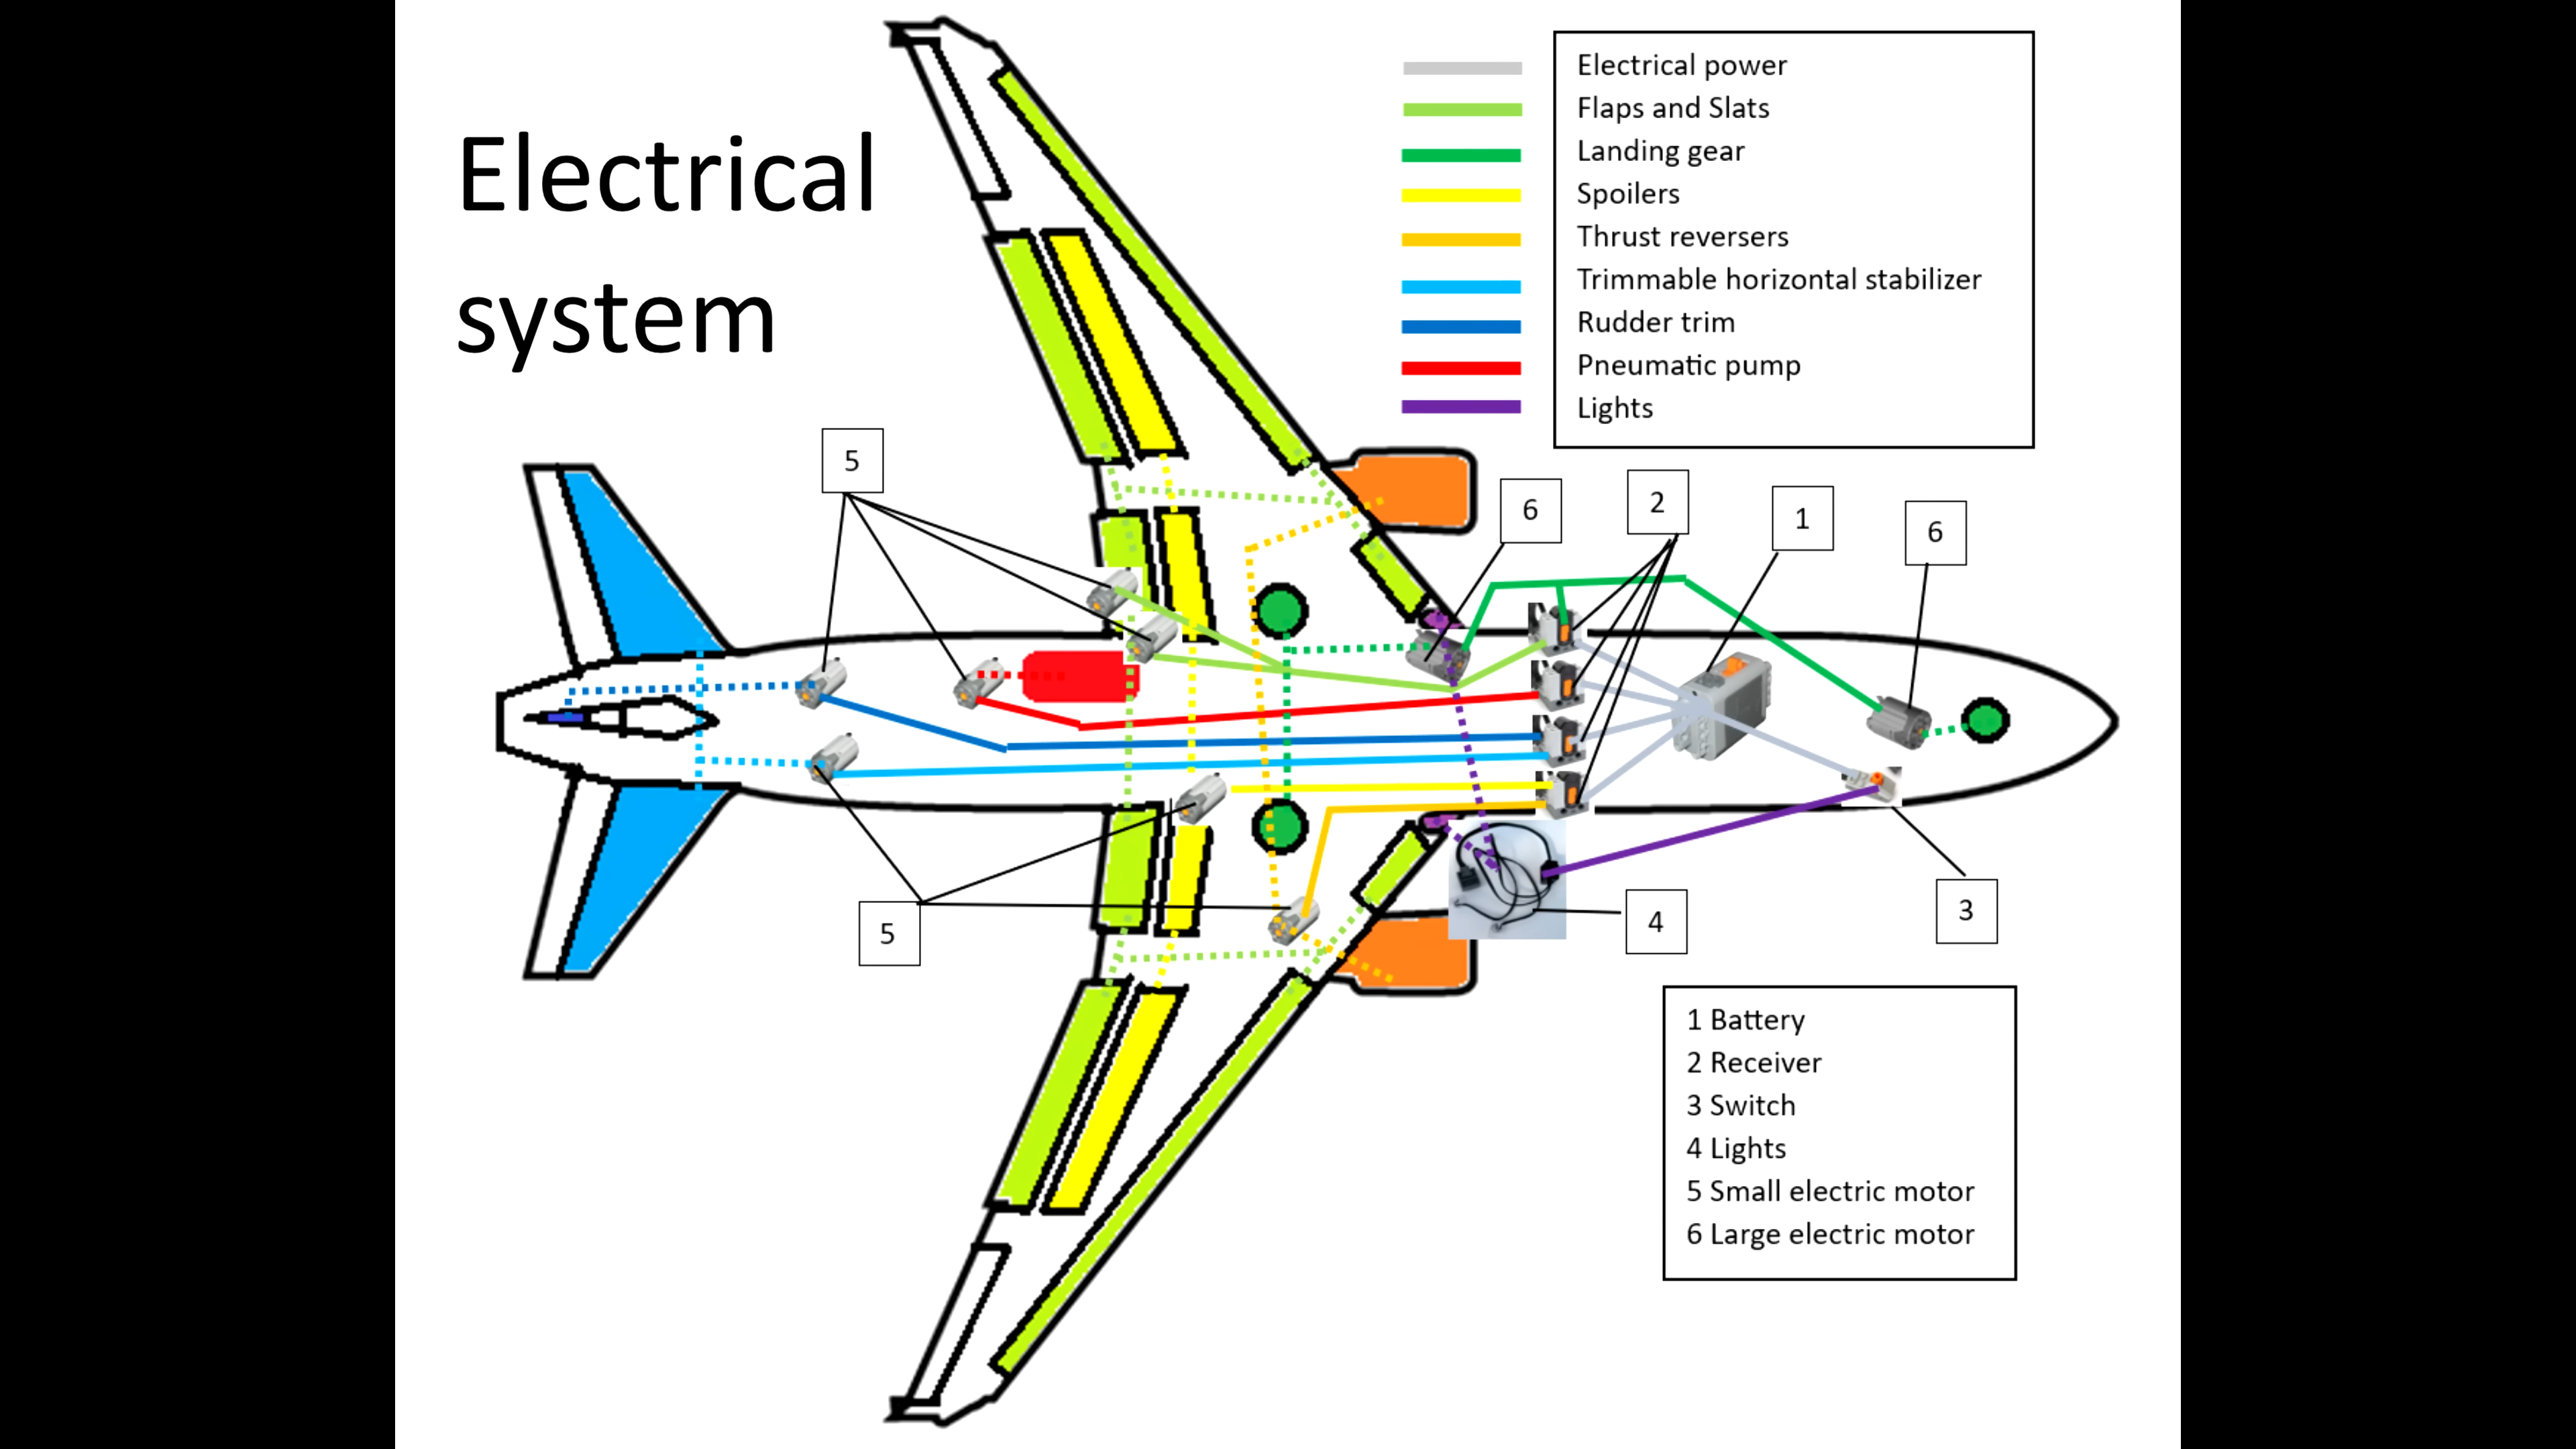 Electrical
system
Electrical power
Flaps and Slats
Landing gear
Spoilers
Thrust reversers
Trimmable horizontal stabilizer
Rudder trim
Pneumatic pump
Lights
5
6
2
1
6
5
4
3
1 Battery
2 Receiver
3 Switch
4 Lights
5 Small electric motor
6 Large electric motor